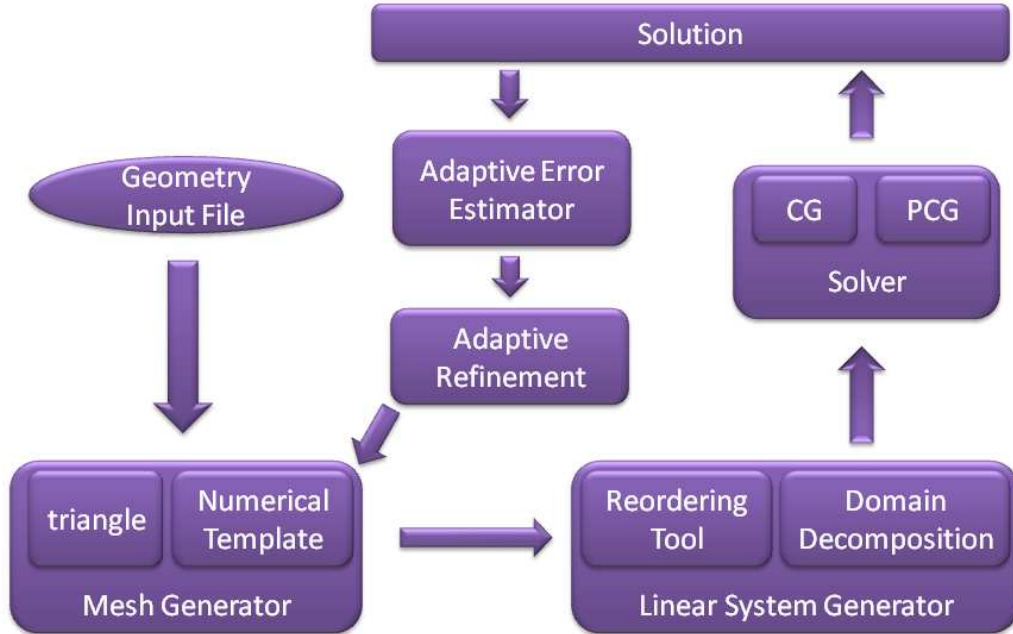 Solution
Geometry
Input File
Adaptive Error
Estimator
CG
PCG
Solver
Adaptive
Refinement
triangle
Numerical
Template
Mesh Generator
Reordering
Tool
Domain
Decomposition
Linear System Generator